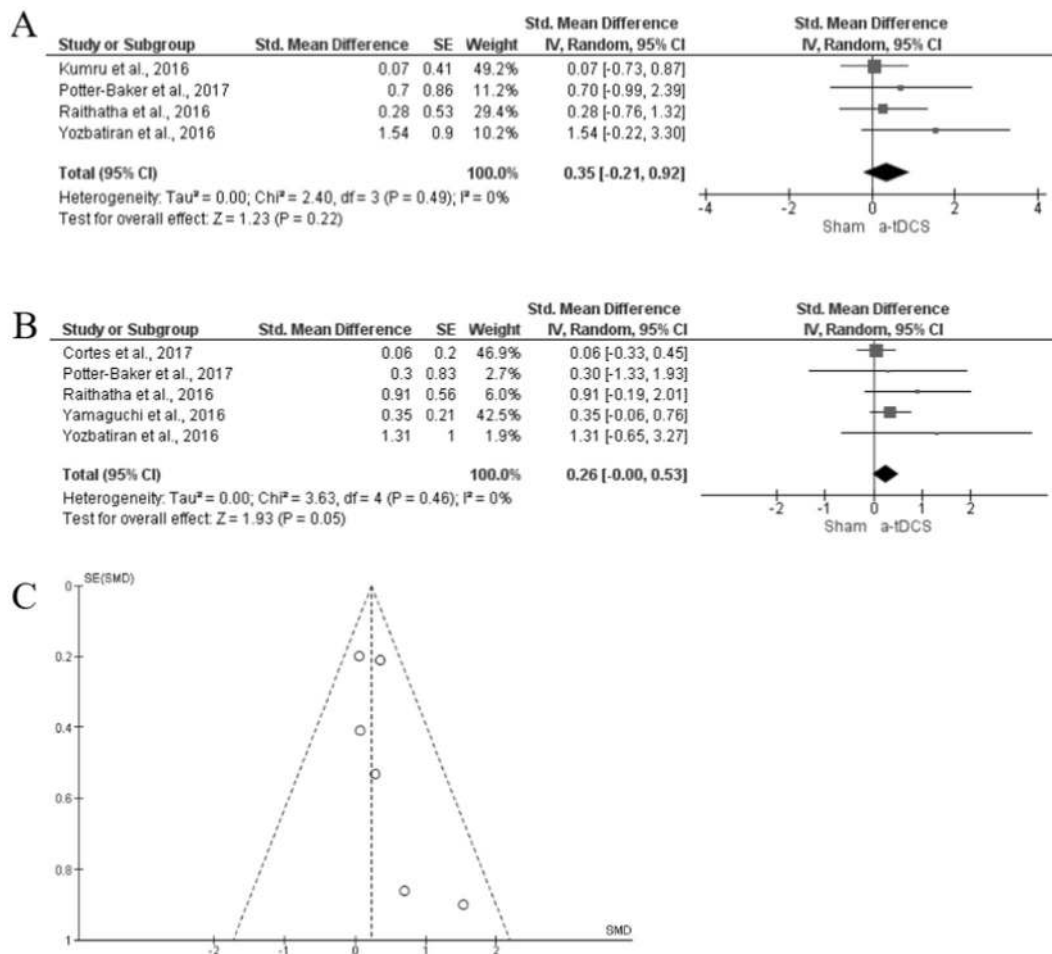 A
Std. Mean Difference Std. Mean Difference
Study or Subgroup Std. Mean Difference SE Weight IV, Random, 95% CI IV, Random, 95% CI
Kumru et al., 2016 0.07 0.41 49.2% 0.07 [-0.73, 0.87]
Potter-Baker et al., 2017 0.7 0.86 11.2% 0.70 [-0.99, 2.39]
Raithatha et al., 2016 0.28 0.53 29.4% 0.28 [-0.76, 1.32]
Yozbatiran et al., 2016 1.54 0.9 10.2% 1.54 [-0.22, 3.30]
Total (95% CI) 100.0% 0.35 [-0.21, 0.92]
Heterogeneity: Tau² = 0.00; Chi² = 2.40, df = 3 (P = 0.49); I² = 0%
Test for overall effect: Z = 1.23 (P = 0.22)
-4 -2 0 2 4
Sham a-tDCS
B
Std. Mean Difference Std. Mean Difference
Study or Subgroup Std. Mean Difference SE Weight IV, Random, 95% CI IV, Random, 95% CI
Cortes et al., 2017 0.06 0.2 46.9% 0.06 [-0.33, 0.45]
Potter-Baker et al., 2017 0.3 0.83 2.7% 0.30 [-1.33, 1.93]
Raithatha et al., 2016 0.91 0.56 6.0% 0.91 [-0.19, 2.01]
Yamaguchi et al., 2016 0.35 0.21 42.5% 0.35 [-0.06, 0.76]
Yozbatiran et al., 2016 1.31 1 1.9% 1.31 [-0.65, 3.27]
Total (95% CI) 100.0% 0.26 [-0.00, 0.53]
Heterogeneity: Tau² = 0.00; Chi² = 3.63, df = 4 (P = 0.46); I² = 0%
Test for overall effect: Z = 1.93 (P = 0.05)
-2 -1 0 1 2
Sham a-tDCS
C
SE(SMD)
0
0.2
0.4
0.6
0.8
1
SMD
-2 -1 0 1 2